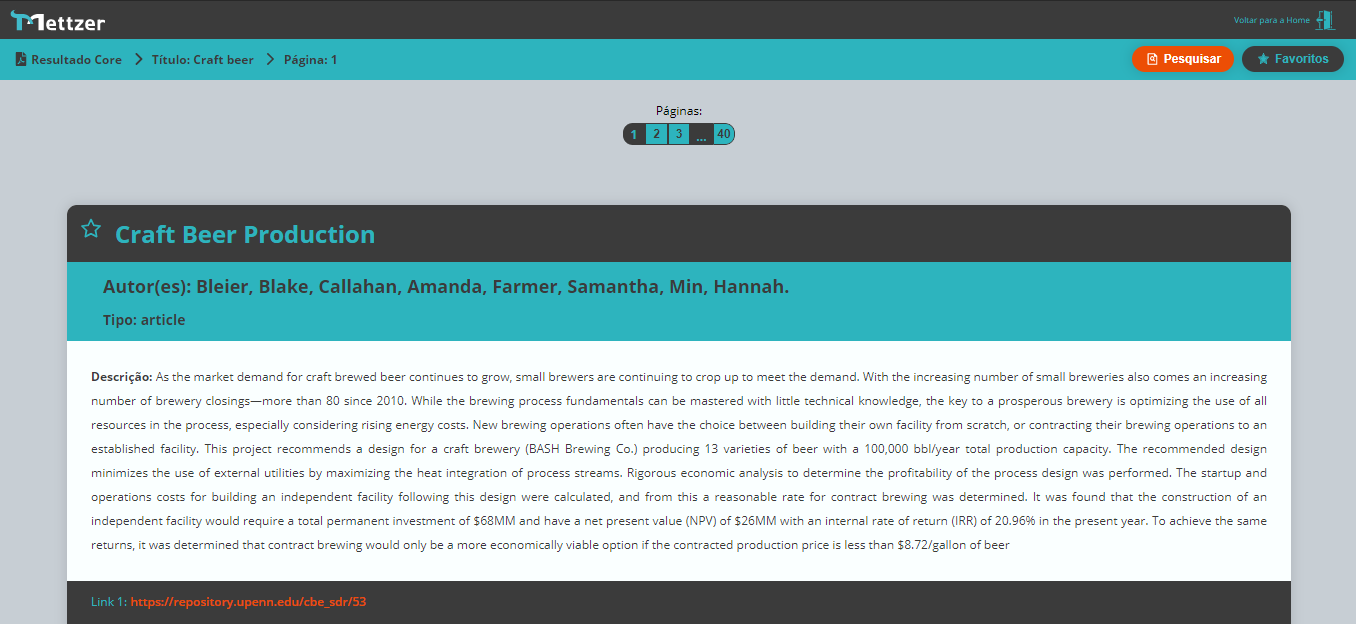 Mettzer
Voltar para a Home
Resultado Core > Título: Craft beer > Página: 1
Pesquisar
Favoritos
Páginas:
1 2 3 ... 40
Craft Beer Production
Autor(es): Bleier, Blake, Callahan, Amanda, Farmer, Samantha, Min, Hannah.
Tipo: article
Descrição: As the market demand for craft brewed beer continues to grow, small brewers are continuing to crop up to meet the demand. With the increasing number of small breweries also comes an increasing
number of brewery closings—more than 80 since 2010. While the brewing process fundamentals can be mastered with little technical knowledge, the key to a prosperous brewery is optimizing the use of all
resources in the process, especially considering rising energy costs. New brewing operations often have the choice between building their own facility from scratch, or contracting their brewing operations to an
established facility. This project recommends a design for a craft brewery (BASH Brewing Co.) producing 13 varieties of beer with a 100,000 bbl/year total production capacity. The recommended design
minimizes the use of external utilities by maximizing the heat integration of process streams. Rigorous economic analysis to determine the profitability of the process design was performed. The startup and
operations costs for building an independent facility following this design were calculated, and from this a reasonable rate for contract brewing was determined. It was found that the construction of an
independent facility would require a total permanent investment of $68MM and have a net present value (NPV) of $26MM with an internal rate of return (IRR) of 20.96% in the present year. To achieve the same
returns, it was determined that contract brewing would only be a more economically viable option if the contracted production price is less than $8.72/gallon of beer
Link 1: https://repository.upenn.edu/cbe_sdr/53